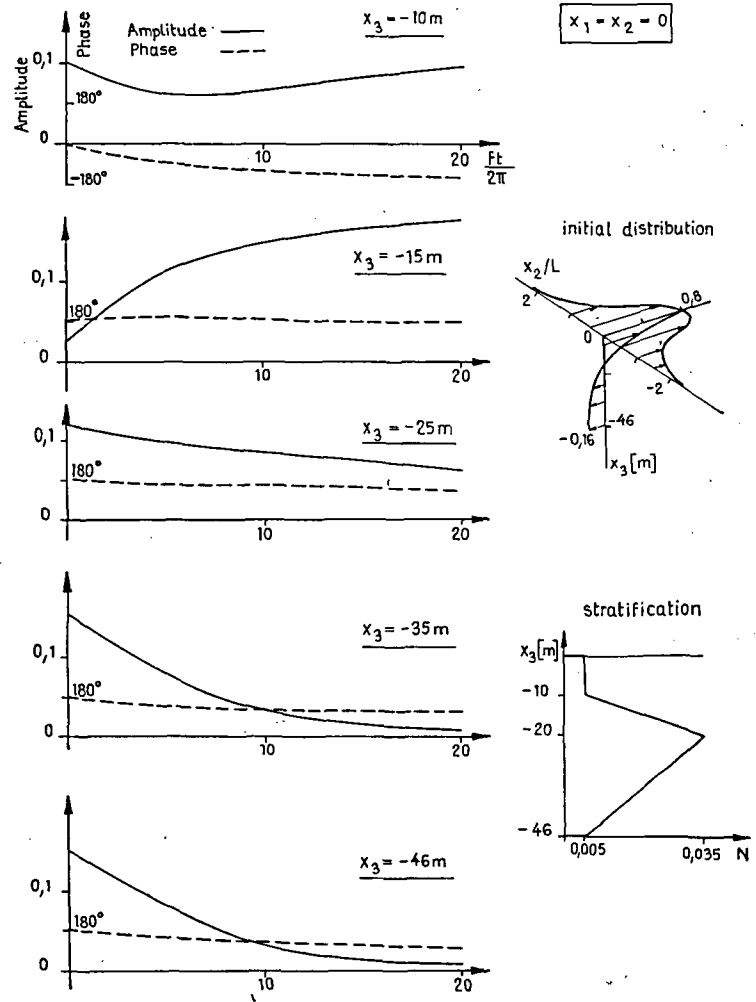 Amplitude
Phase
Amplitude
Phase
x₃ = -10 m
x₁ = x₂ = 0
0,1
180°
0
-180°
10
20
Ft
2π
x₃ = -15 m
0,1
180°
0
10
20
initial distribution
x₂/L
2
0,8
0
-2
-0,16
-46
x₃[m]
x₃ = -25 m
0,1
180°
0
10
20
x₃ = -35 m
0,1
180°
0
10
20
stratification
x₃[m]
-10
-20
-46
0,005
0,035
N
x₃ = -46 m
0,1
180°
0
10
20